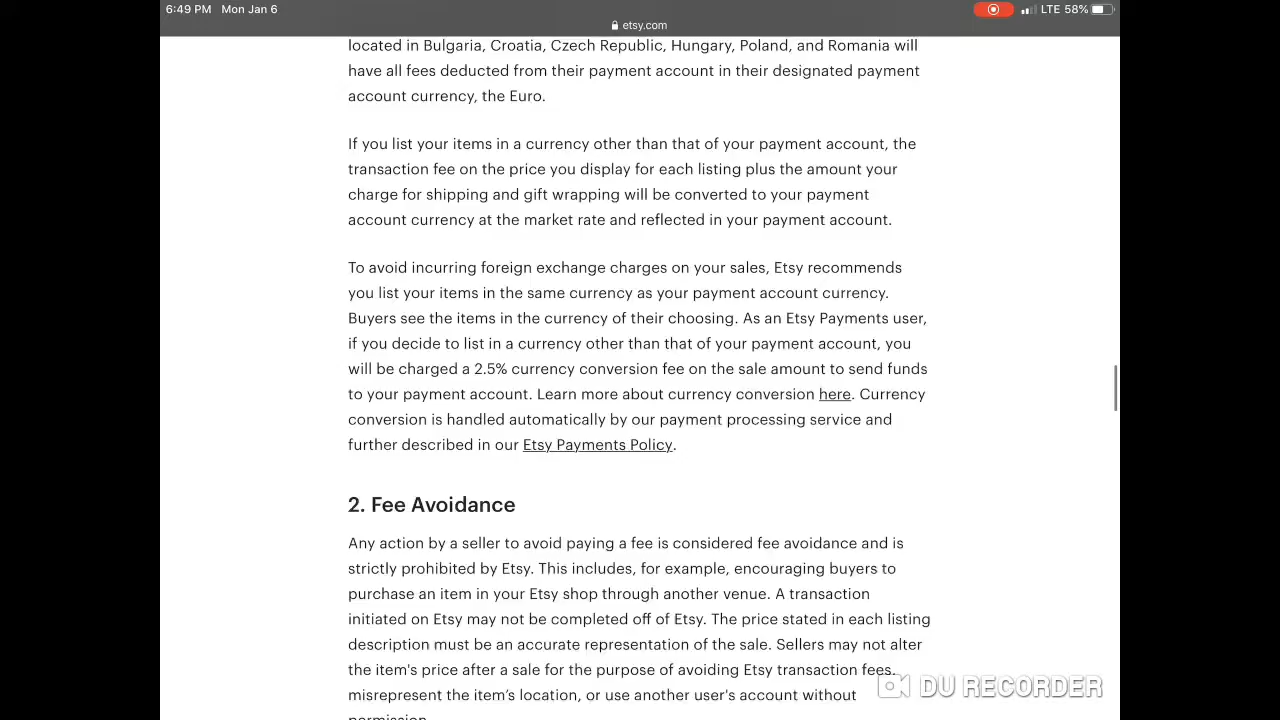 6:49 PM Mon Jan 6
LTE 58%
etsy.com
located in Bulgaria, Croatia, Czech Republic, Hungary, Poland, and Romania will
have all fees deducted from their payment account in their designated payment
account currency, the Euro.
If you list your items in a currency other than that of your payment account, the
transaction fee on the price you display for each listing plus the amount your
charge for shipping and gift wrapping will be converted to your payment
account currency at the market rate and reflected in your payment account.
To avoid incurring foreign exchange charges on your sales, Etsy recommends
you list your items in the same currency as your payment account currency.
Buyers see the items in the currency of their choosing. As an Etsy Payments user,
if you decide to list in a currency other than that of your payment account, you
will be charged a 2.5% currency conversion fee on the sale amount to send funds
to your payment account. Learn more about currency conversion here. Currency
conversion is handled automatically by our payment processing service and
further described in our Etsy Payments Policy.
2. Fee Avoidance
Any action by a seller to avoid paying a fee is considered fee avoidance and is
strictly prohibited by Etsy. This includes, for example, encouraging buyers to
purchase an item in your Etsy shop through another venue. A transaction
initiated on Etsy may not be completed off of Etsy. The price stated in each listing
description must be an accurate representation of the sale. Sellers may not alter
the item's price after a sale for the purpose of avoiding Etsy transaction fees,
misrepresent the item's location, or use another user's account without
permission.
DU RECORDER